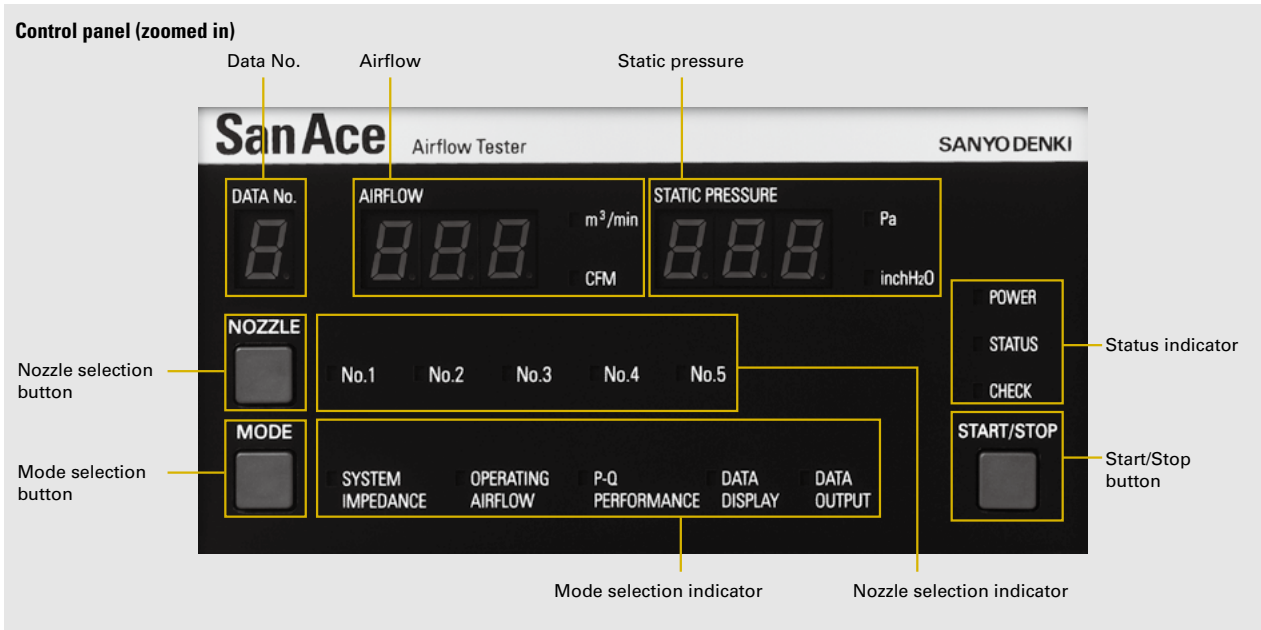 Control panel (zoomed in)
Data No.
Airflow
Static pressure
San Ace Airflow Tester
SANYO DENKI
DATA No.
AIRFLOW
m³/min
CFM
STATIC PRESSURE
Pa
inchH₂O
POWER
STATUS
CHECK
Status indicator
NOZZLE
Nozzle selection
button
No.1 No.2 No.3 No.4 No.5
MODE
Mode selection
button
SYSTEM
IMPEDANCE
OPERATING
AIRFLOW
P-Q
PERFORMANCE
DATA
DISPLAY
DATA
OUTPUT
START/STOP
Start/Stop
button
Mode selection indicator
Nozzle selection indicator